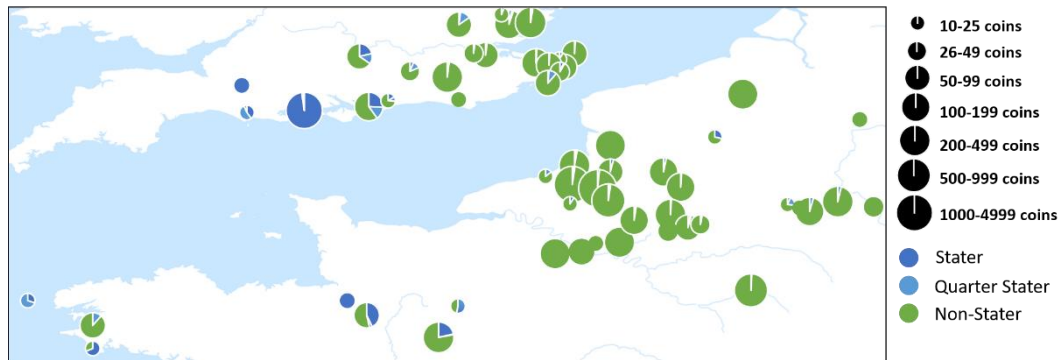 10-25 coins
26-49 coins
50-99 coins
100-199 coins
200-499 coins
500-999 coins
1000-4999 coins
Stater
Quarter Stater
Non-Stater